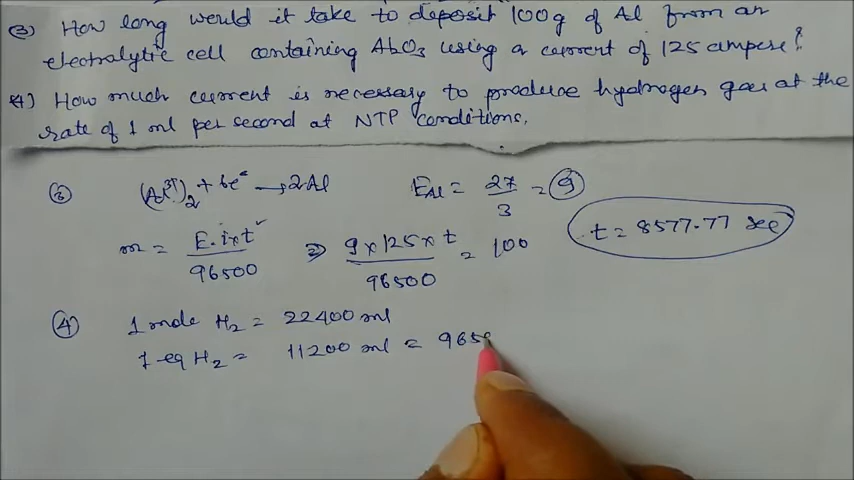 (3) How long would it take to deposit 100g of Al from an
electrolytic cell containing Al2O3 using a current of 125 ampere?
(4) How much current is necessary to produce hydrogen gas at the
rate of 1 ml per second at NTP conditions.
(3) (Al³⁺)₂ + 6e⁻ → 2Al E_Al = 27/3 = 9
m = E.i×t/96500 ⇒ 9×125×t/96500 = 100 t = 8577.77 sec
(4) 1 mole H₂ = 22400 ml
1 eq H₂ = 11200 ml = 9650